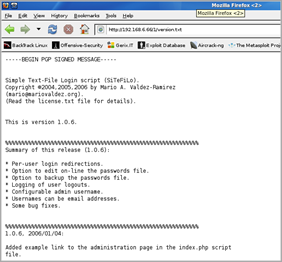 Mozilla Firefox <2>
File Edit View History Bookmarks Tools Help
Mozilla Firefox <2>
http://192.168.6.66/1/version.txt
BackTrack Linux Offensive-Security Gerix.IT Exploit Database Aircrack-ng The Metasploit Pro
-----BEGIN PGP SIGNED MESSAGE-----
Simple Text-File Login script (SiTeFiLo).
Copyright ©2004,2005,2006 by Mario A. Valdez-Ramirez
(mario@mariovaldez.org).
(Read the license.txt file for details).
This is version 1.0.6.
Summary of this release (1.0.6):
* Per-user login redirections.
* Option to edit on-line the passwords file.
* Option to backup the passwords file.
* Logging of user logouts.
* Configurable admin username.
* Usernames can be email addresses.
* Some bug fixes.
1.0.6, 2006/01/04:
Added example link to the administration page in the index.php script
file.